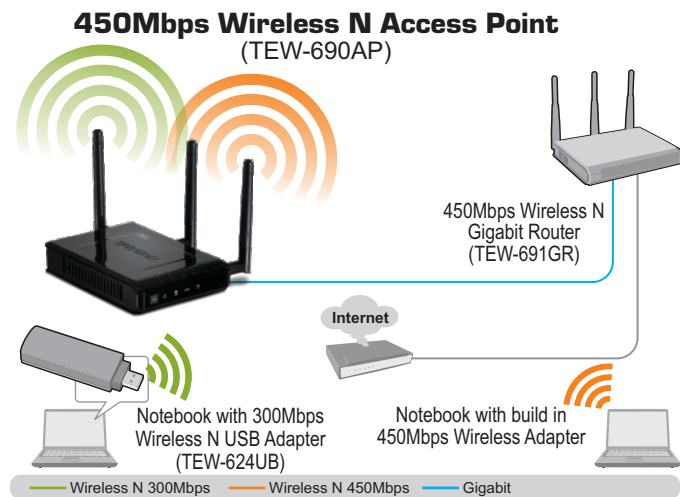 450Mbps Wireless N Access Point
(TEW-690AP)
450Mbps Wireless N
Gigabit Router
(TEW-691GR)
TRENDNET
Internet
Notebook with 300Mbps
Wireless N USB Adapter
(TEW-624UB)
Notebook with build in
450Mbps Wireless Adapter
Wireless N 300Mbps
Wireless N 450Mbps
Gigabit